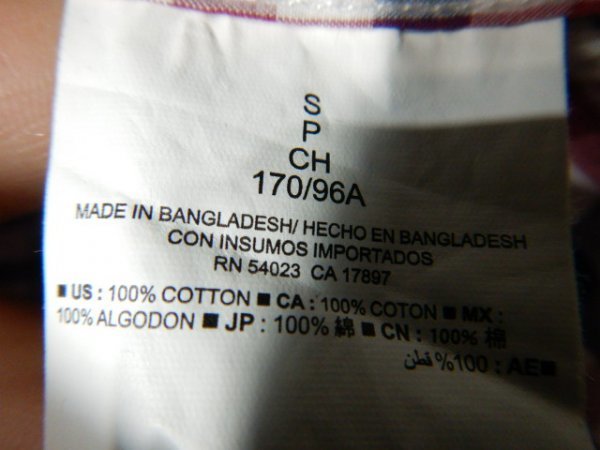 S
P
CH
170/96A
MADE IN BANGLADESH/ HECHO EN BANGLADESH
CON INSUMOS IMPORTADOS
RN 54023 CA 17897
■ US : 100% COTTON ■ CA : 100% COTON ■ MX :
100% ALGODON ■ JP : 100% 綿 ■ CN : 100% 棉
■AE : 100% قطن